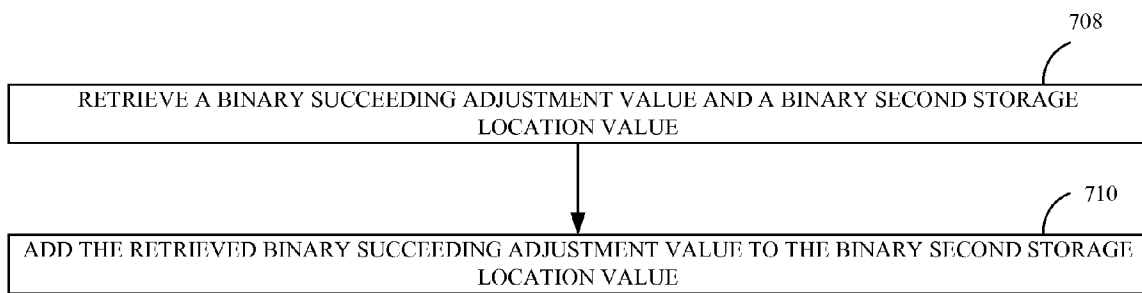 708
RETRIEVE A BINARY SUCCEEDING ADJUSTMENT VALUE AND A BINARY SECOND STORAGE
LOCATION VALUE
710
ADD THE RETRIEVED BINARY SUCCEEDING ADJUSTMENT VALUE TO THE BINARY SECOND STORAGE
LOCATION VALUE